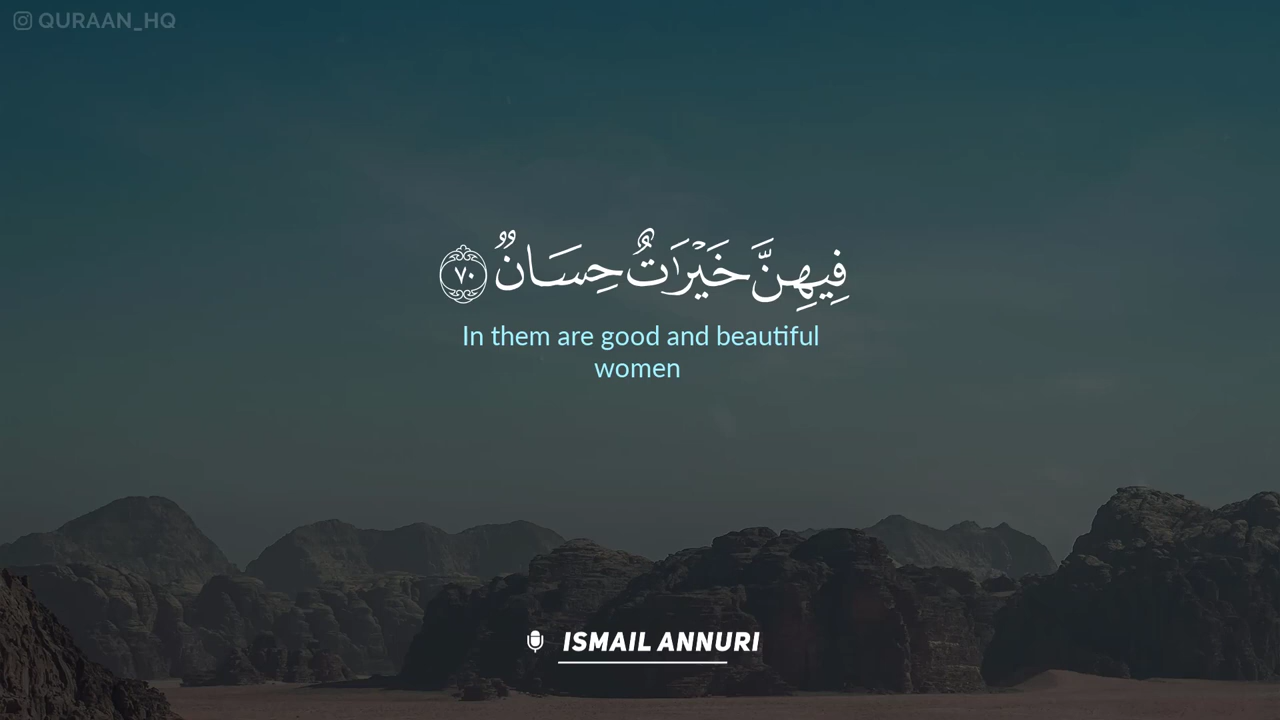 QURAAN_HQ
فِيهِنَّ خَيْرَٰتٌ حِسَانٌ ٧٠
In them are good and beautiful
women
ISMAIL ANNURI